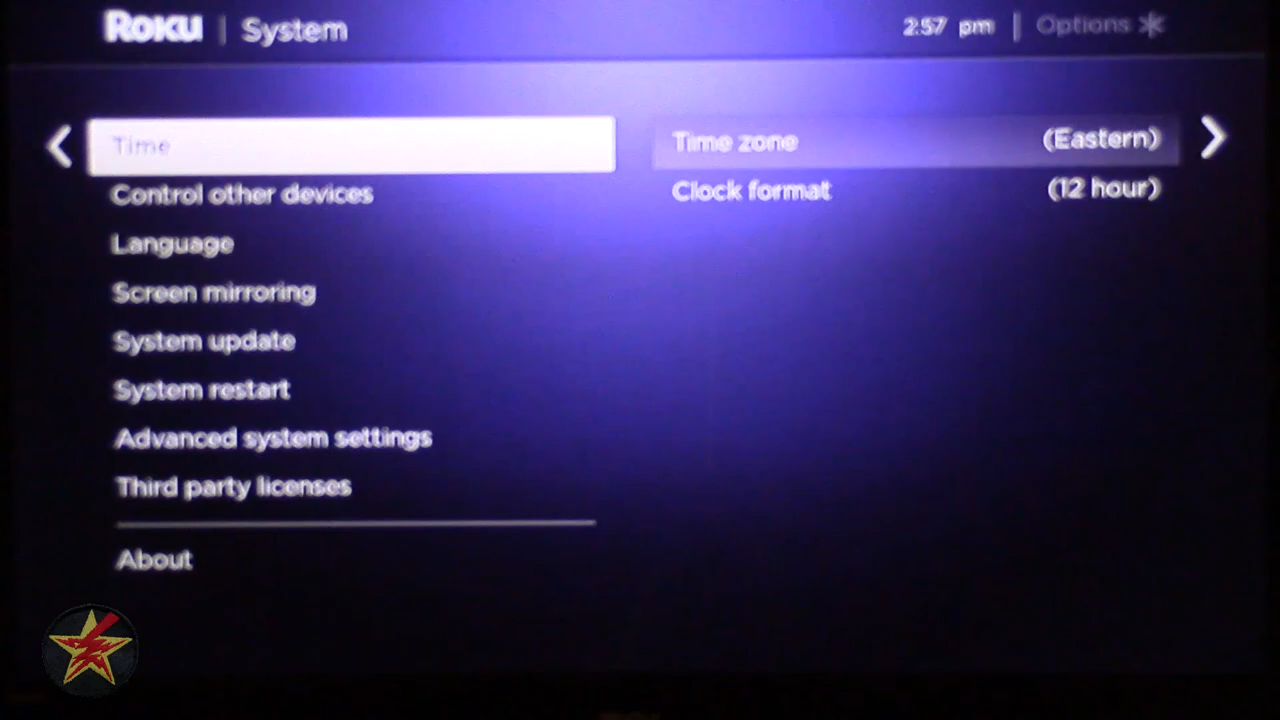 Roku | System 2:57 pm | Options
Time
Time zone (Eastern)
Control other devices
Clock format (12 hour)
Language
Screen mirroring
System update
System restart
Advanced system settings
Third party licenses
About